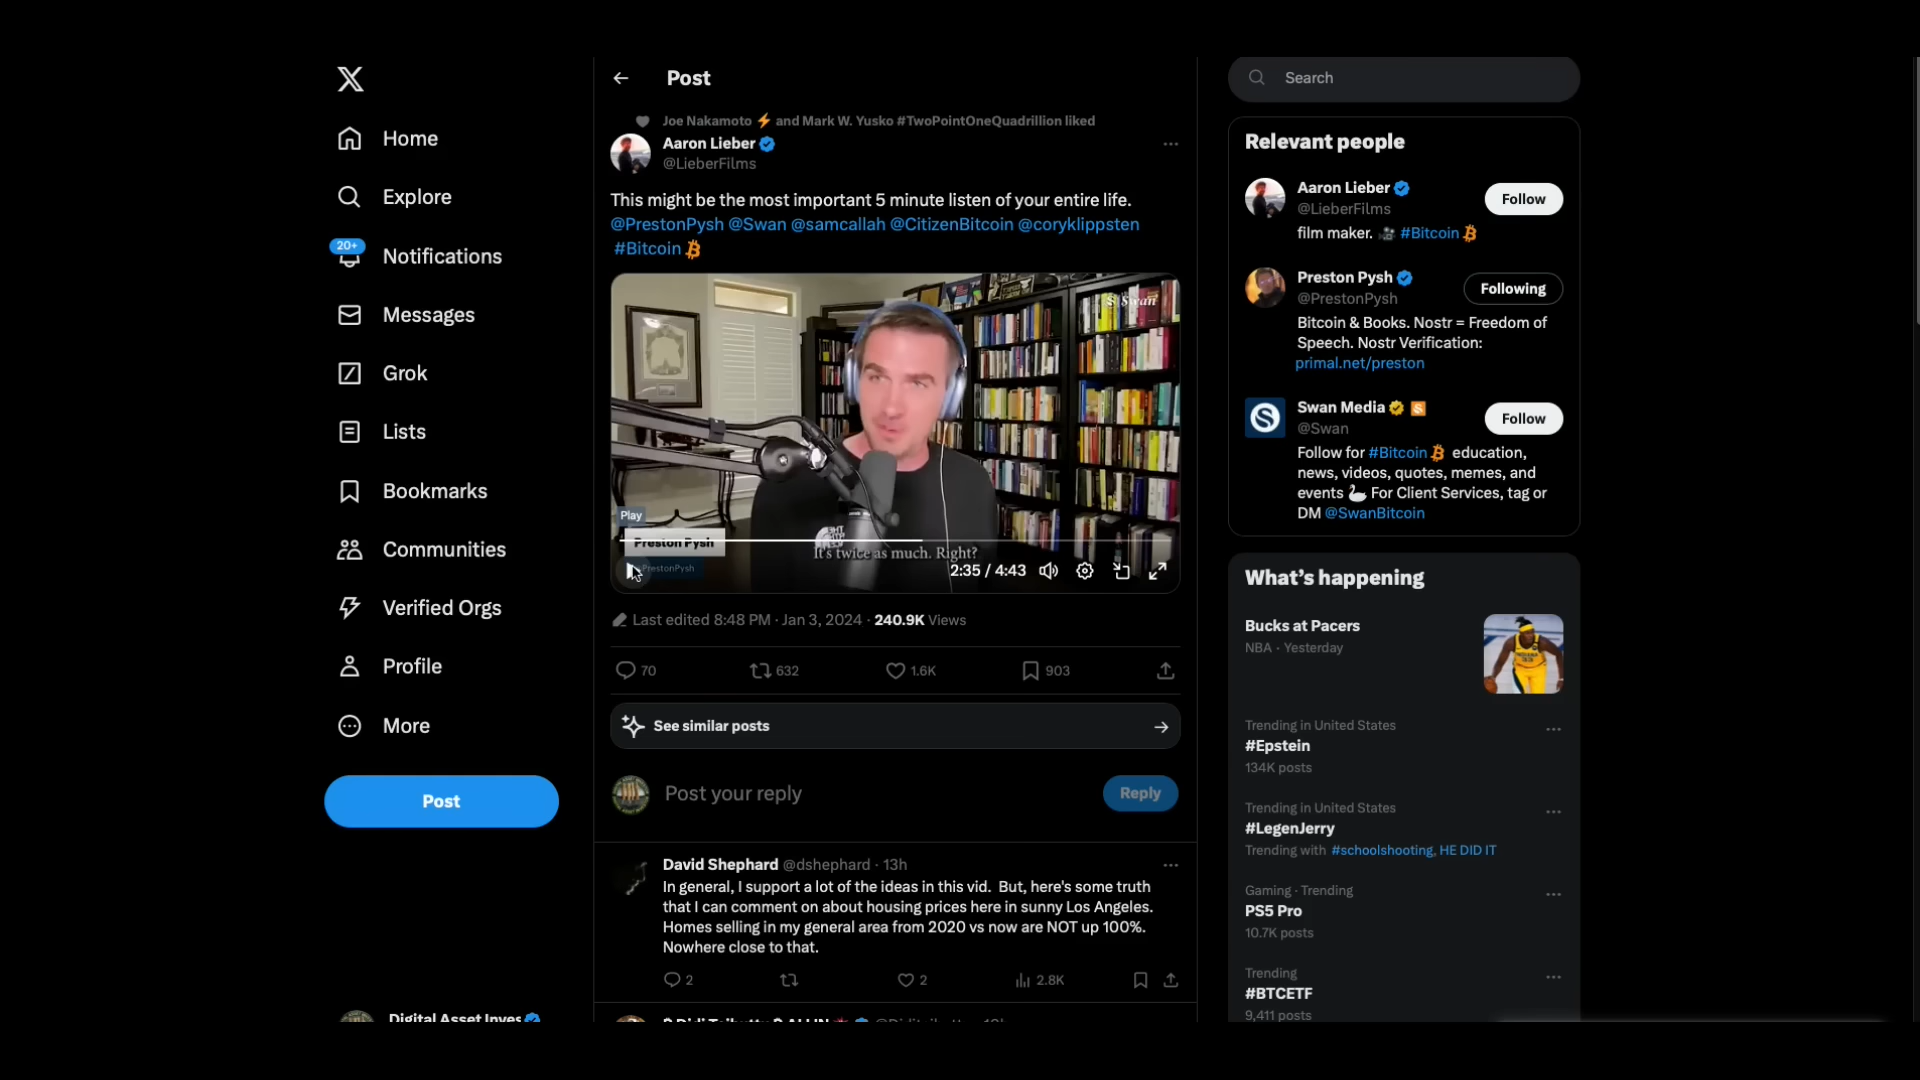 Home
Explore
20+
Notifications
Messages
Grok
Lists
Bookmarks
Communities
Verified Orgs
Profile
More
Post
Digital Asset Inves
Post
Joe Nakamoto ⚡ and Mark W. Yusko #TwoPointOneQuadrillion liked
Aaron Lieber
@LieberFilms
This might be the most important 5 minute listen of your entire life.
@PrestonPysh @Swan @samcallah @CitizenBitcoin @coryklippsten
#Bitcoin
Swan
Play
Preston Pysh
@PrestonPysh
It's twice as much. Right?
2:35 / 4:43
Last edited 8:48 PM · Jan 3, 2024 · 240.9K Views
70
632
1.6K
903
See similar posts
Post your reply
Reply
David Shephard @dshephard · 13h
In general, I support a lot of the ideas in this vid. But, here's some truth
that I can comment on about housing prices here in sunny Los Angeles.
Homes selling in my general area from 2020 vs now are NOT up 100%.
Nowhere close to that.
2
2
2.8K
Search
Relevant people
Aaron Lieber
@LieberFilms
Follow
film maker. 🎥 #Bitcoin
Preston Pysh
@PrestonPysh
Following
Bitcoin & Books. Nostr = Freedom of
Speech. Nostr Verification:
primal.net/preston
Swan Media
@Swan
Follow
Follow for #Bitcoin education,
news, videos, quotes, memes, and
events 🦢 For Client Services, tag or
DM @SwanBitcoin
What's happening
Bucks at Pacers
NBA · Yesterday
Trending in United States
#Epstein
134K posts
Trending in United States
#LegenJerry
Trending with #schoolshooting, HE DID IT
Gaming · Trending
PS5 Pro
10.7K posts
Trending
#BTCETF
9,411 posts